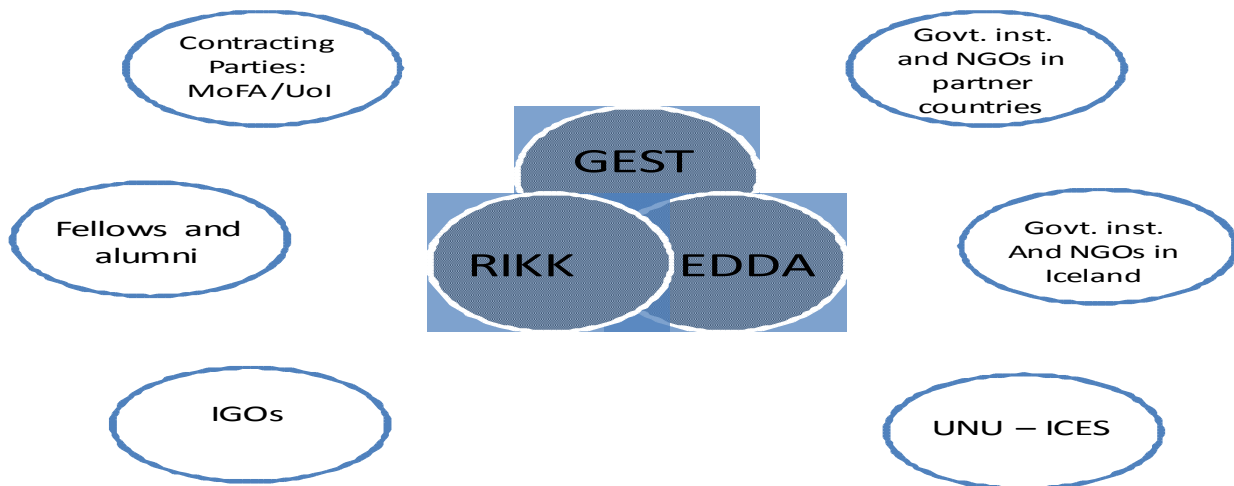 Contracting
Parties:
MoFA/UoI
Govt. inst.
and NGOs in
partner
countries
GEST
Fellows and
alumni
RIKK
EDDA
Govt. inst.
And NGOs in
Iceland
IGOs
UNU – ICES